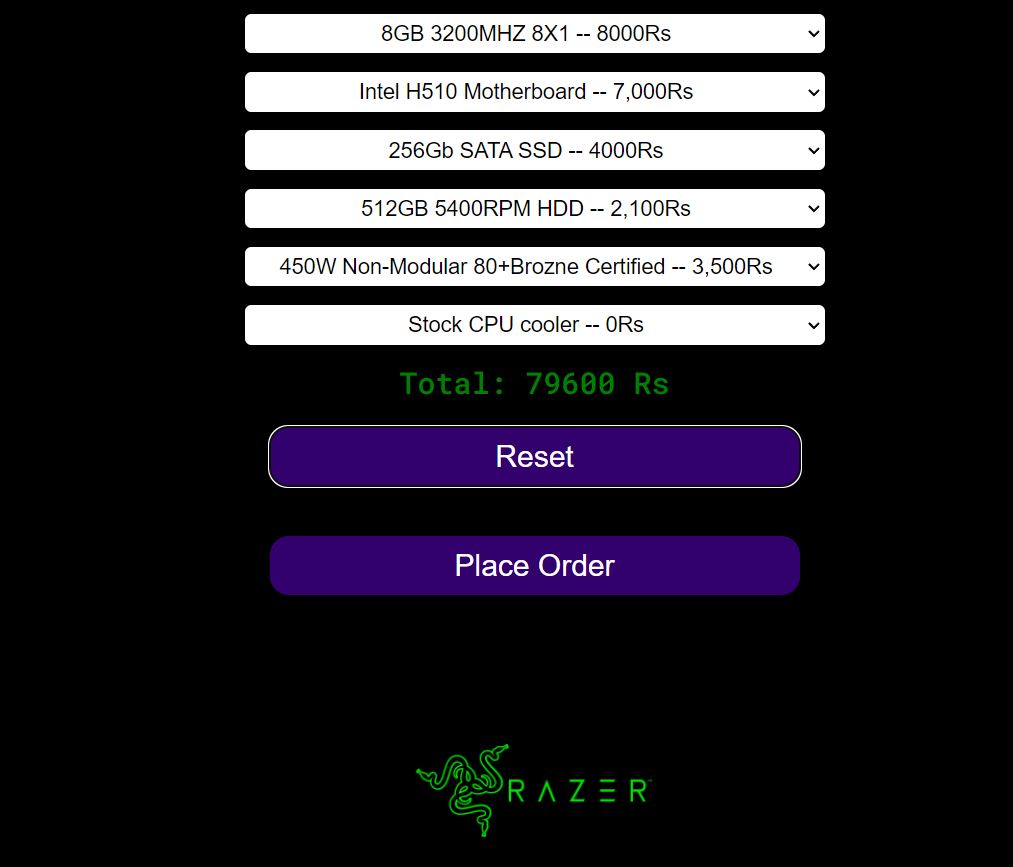 8GB 3200MHZ 8X1 -- 8000Rs
Intel H510 Motherboard -- 7,000Rs
256Gb SATA SSD -- 4000Rs
512GB 5400RPM HDD -- 2,100Rs
450W Non-Modular 80+Brozne Certified -- 3,500Rs
Stock CPU cooler -- 0Rs
Total: 79600 Rs
Reset
Place Order
RAZER